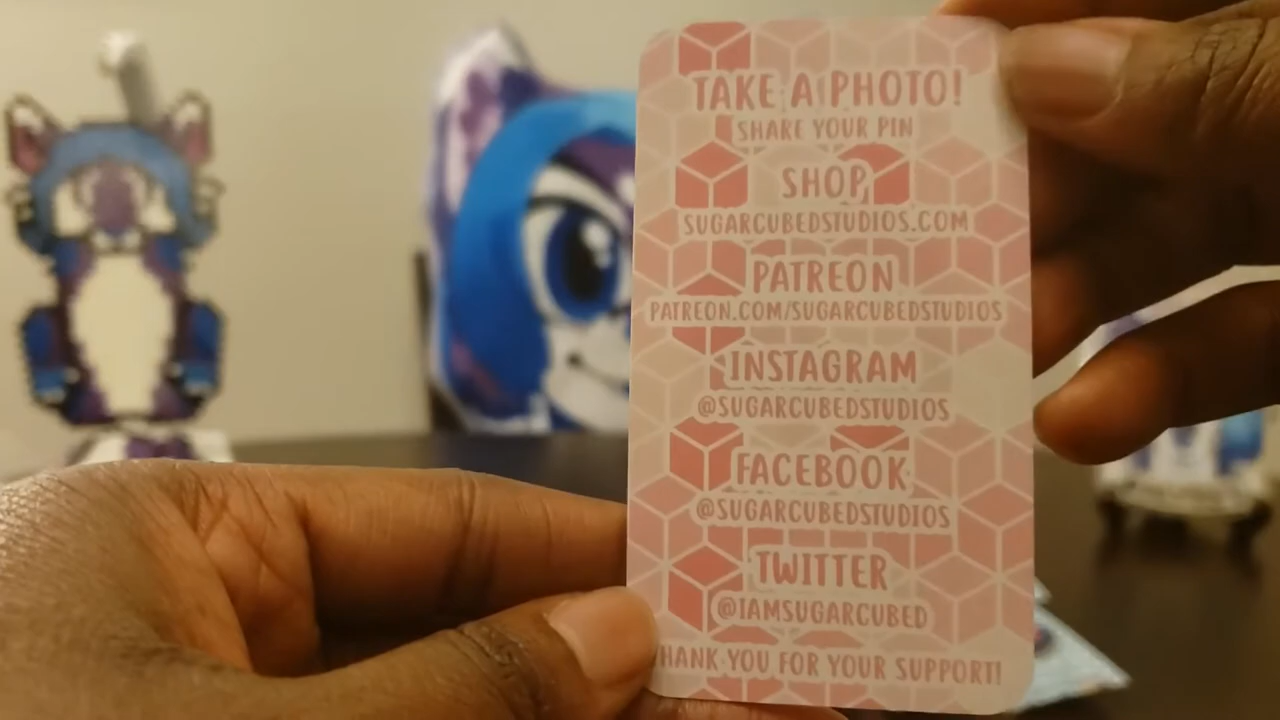 TAKE A PHOTO!
SHARE YOUR PIN
SHOP
SUGARCUBEDSTUDIOS.COM
PATREON
PATREON.COM/SUGARCUBEDSTUDIOS
INSTAGRAM
@SUGARCUBEDSTUDIOS
FACEBOOK
@SUGARCUBEDSTUDIOS
TWITTER
@IAMSUGARCUBED
THANK YOU FOR YOUR SUPPORT!